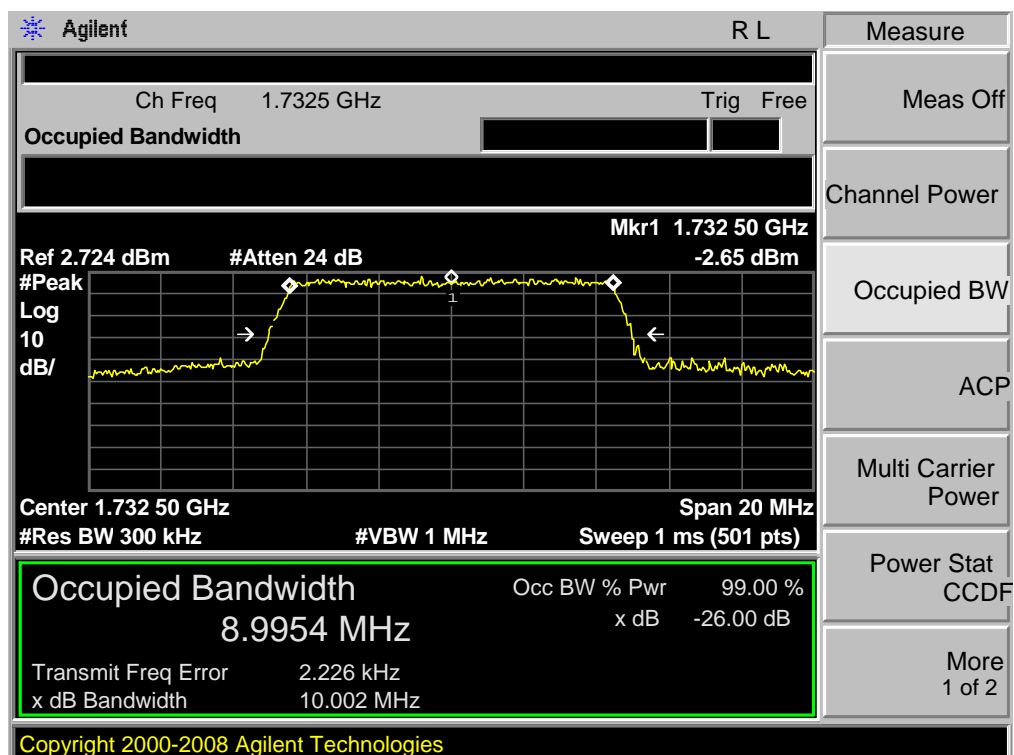 Agilent R L
Ch Freq 1.7325 GHz Trig Free
Occupied Bandwidth
Mkr1 1.732 50 GHz
Ref 2.724 dBm #Atten 24 dB -2.65 dBm
#Peak
Log
10
dB/
1
Center 1.732 50 GHz Span 20 MHz
#Res BW 300 kHz #VBW 1 MHz Sweep 1 ms (501 pts)
Occupied Bandwidth
8.9954 MHz
Occ BW % Pwr 99.00 %
x dB -26.00 dB
Transmit Freq Error 2.226 kHz
x dB Bandwidth 10.002 MHz
Copyright 2000-2008 Agilent Technologies
Measure
Meas Off
Channel Power
Occupied BW
ACP
Multi Carrier
Power
Power Stat
CCDF
More
1 of 2